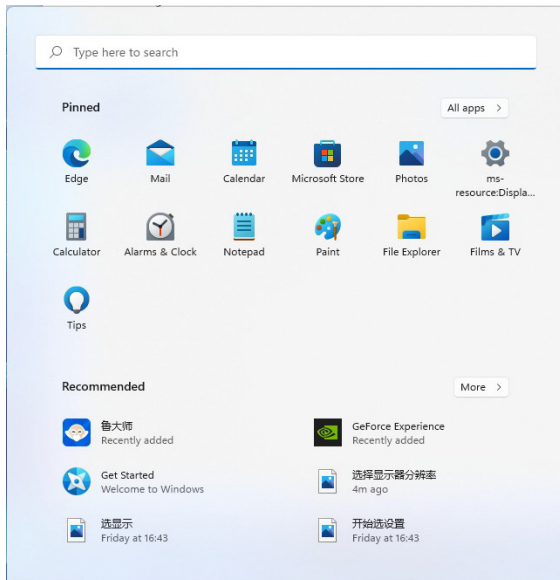 Type here to search
Pinned
All apps >
Edge
Mail
Calendar
Microsoft Store
Photos
ms-
resource:Displa...
Calculator
Alarms & Clock
Notepad
Paint
File Explorer
Films & TV
Tips
Recommended
More >
鲁大师
Recently added
GeForce Experience
Recently added
Get Started
Welcome to Windows
选择显示器分辨率
4m ago
选显示
Friday at 16:43
开始选设置
Friday at 16:43